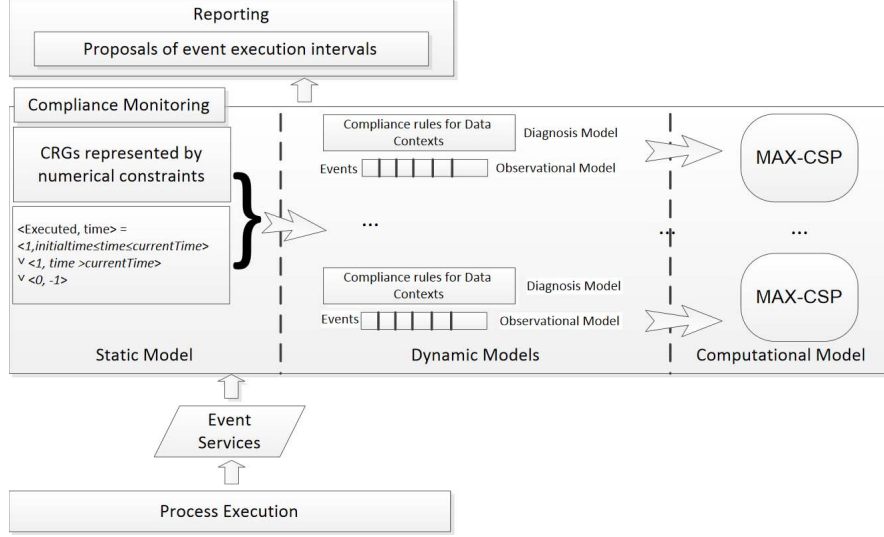 Reporting
Proposals of event execution intervals
Compliance Monitoring
CRGs represented by
numerical constraints
<Executed, time> =
<1,initialtime≤time≤currentTime>
∨ <1, time >currentTime>
∨ <0, -1>
Static Model
Compliance rules for Data
Contexts
Diagnosis Model
Events
Observational Model
...
Compliance rules for Data
Contexts
Diagnosis Model
Events
Observational Model
Dynamic Models
...
MAX-CSP
...
MAX-CSP
Computational Model
Event
Services
Process Execution